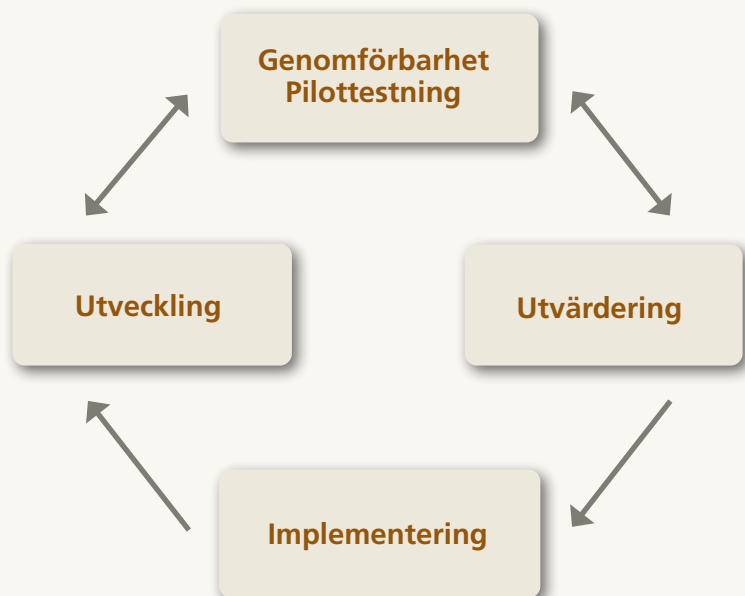 Genomförbarhet
Pilottestning
Utveckling
Utvärdering
Implementering